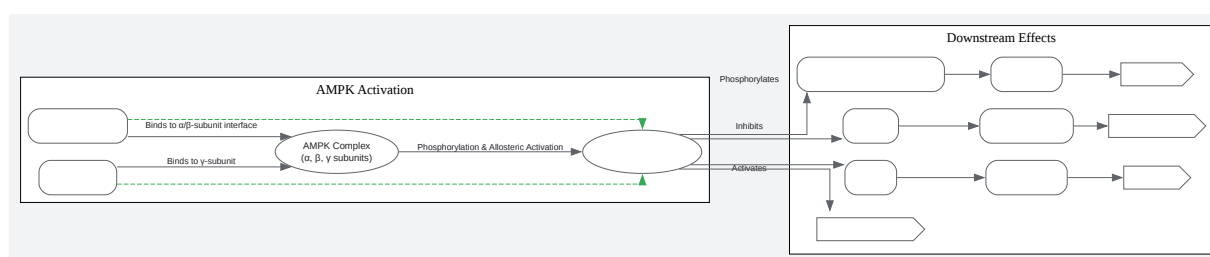 Downstream Effects
Phosphorylates
AMPK Activation
Binds to α/β-subunit interface
Inhibits
AMPK Complex
(α, β, γ subunits)
Phosphorylation & Allosteric Activation
Binds to γ-subunit
Activates